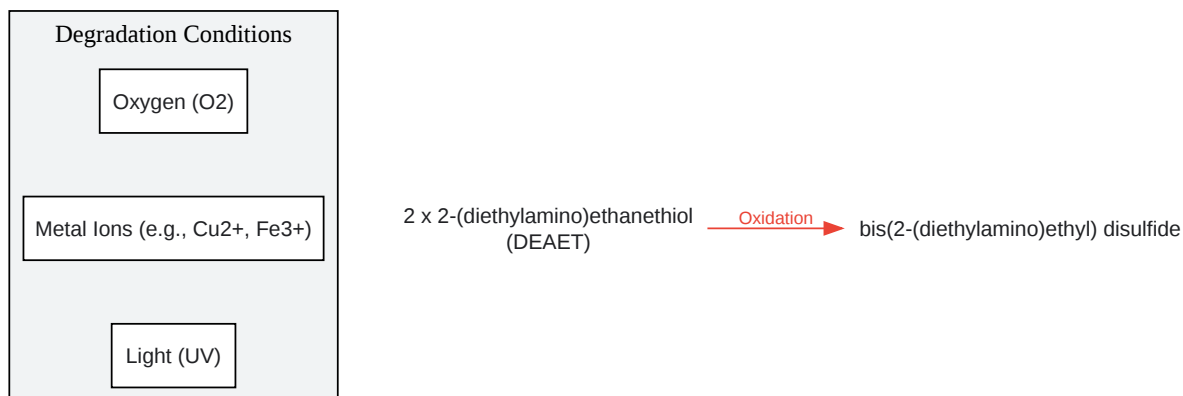 Degradation Conditions
Oxygen (O2)
Metal Ions (e.g., Cu2+, Fe3+)
Light (UV)
2 x 2-(diethylamino)ethanethiol
(DEAET)
Oxidation
bis(2-(diethylamino)ethyl) disulfide